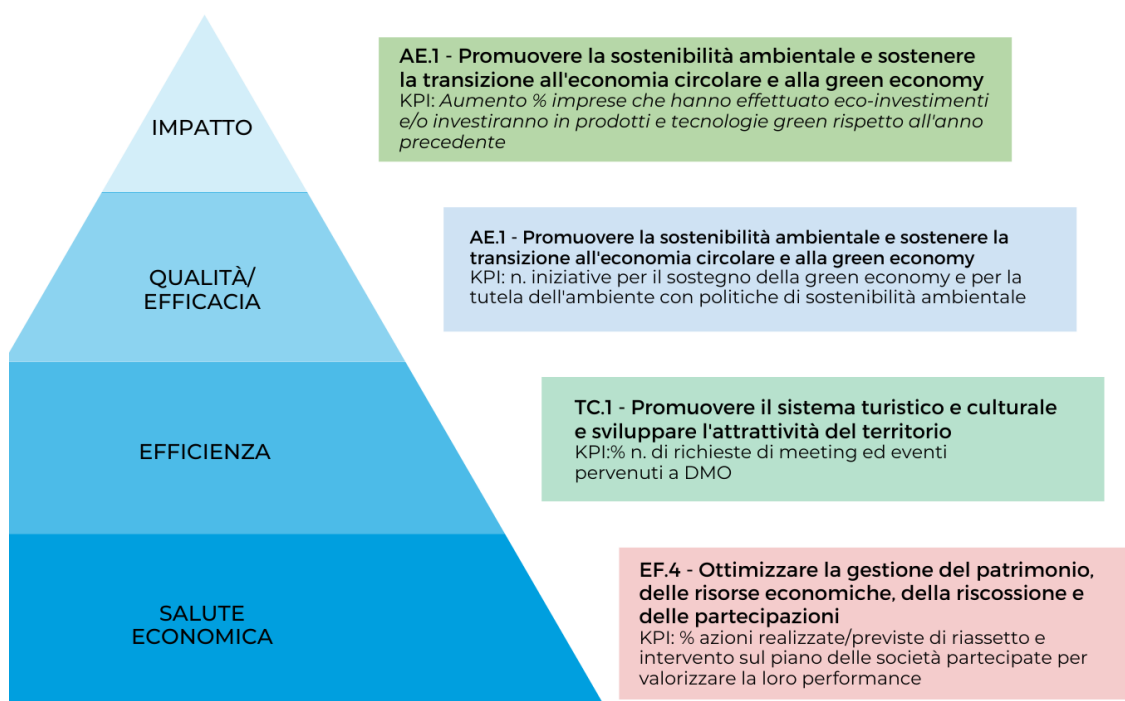 IMPATTO
AE.1 - Promuovere la sostenibilità ambientale e sostenere
la transizione all'economia circolare e alla green economy
KPI: Aumento % imprese che hanno effettuato eco-investimenti
e/o investiranno in prodotti e tecnologie green rispetto all'anno
precedente
QUALITÀ/
EFFICACIA
AE.1 - Promuovere la sostenibilità ambientale e sostenere la
transizione all'economia circolare e alla green economy
KPI: n. iniziative per il sostegno della green economy e per la
tutela dell'ambiente con politiche di sostenibilità ambientale
EFFICIENZA
TC.1 - Promuovere il sistema turistico e culturale
e sviluppare l'attrattività del territorio
KPI:% n. di richieste di meeting ed eventi
pervenuti a DMO
SALUTE
ECONOMICA
EF.4 - Ottimizzare la gestione del patrimonio,
delle risorse economiche, della riscossione e
delle partecipazioni
KPI: % azioni realizzate/previste di riassetto e
intervento sul piano delle società partecipate per
valorizzare la loro performance